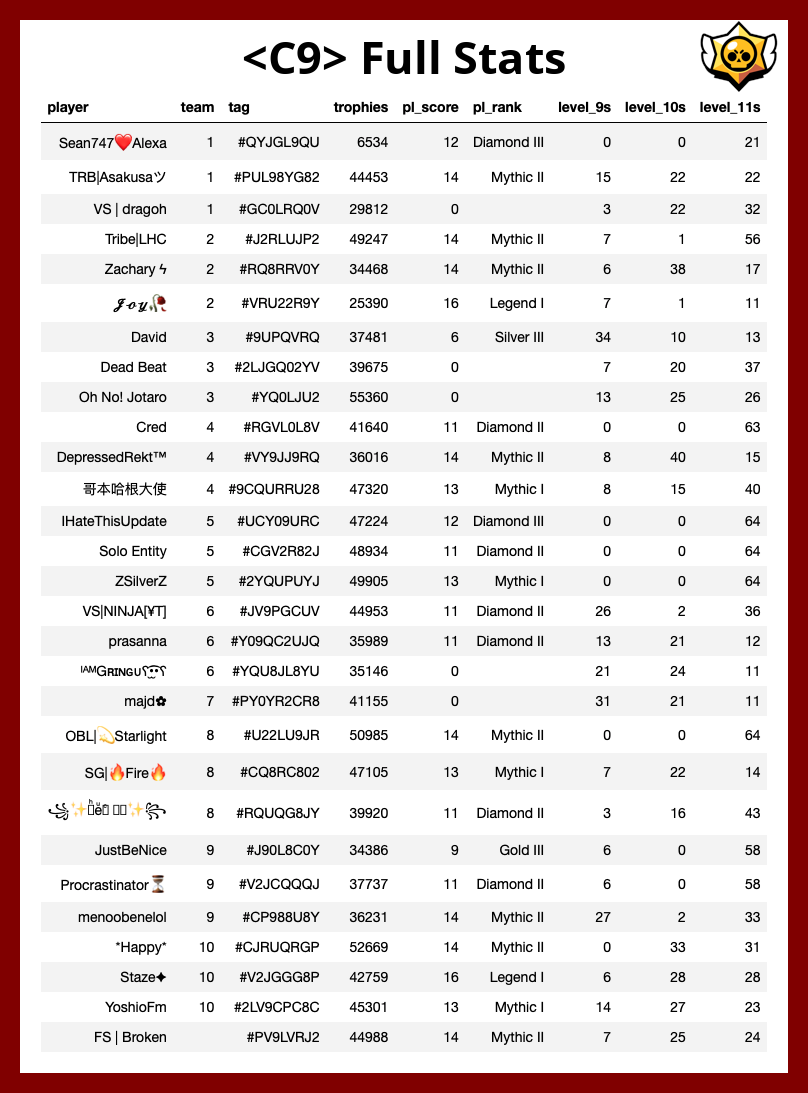 <C9> Full Stats
player team tag trophies pl_score pl_rank level_9s level_10s level_11s
Sean747❤️Alexa 1 #QYJGL9QU 6534 12 Diamond III 0 0 21
TRB|Asakusaツ 1 #PUL98YG82 44453 14 Mythic II 15 22 22
VS | dragoh 1 #GC0LRQ0V 29812 0 3 22 32
Tribe|LHC 2 #J2RLUJP2 49247 14 Mythic II 7 1 56
Zachary ϟ 2 #RQ8RRV0Y 34468 14 Mythic II 6 38 17
𝓙𝓸𝔂🥀 2 #VRU22R9Y 25390 16 Legend I 7 1 11
David 3 #9UPQVRQ 37481 6 Silver III 34 10 13
Dead Beat 3 #2LJGQ02YV 39675 0 7 20 37
Oh No! Jotaro 3 #YQ0LJU2 55360 0 13 25 26
Cred 4 #RGVL0L8V 41640 11 Diamond II 0 0 63
DepressedRekt™ 4 #VY9JJ9RQ 36016 14 Mythic II 8 40 15
哥本哈根大使 4 #9CQURRU28 47320 13 Mythic I 8 15 40
IHateThisUpdate 5 #UCY09URC 47224 12 Diamond III 0 0 64
Solo Entity 5 #CGV2R82J 48934 11 Diamond II 0 0 64
ZSilverZ 5 #2YQUPUYJ 49905 13 Mythic I 0 0 64
VS|NINJA[¥T] 6 #JV9PGCUV 44953 11 Diamond II 26 2 36
prasanna 6 #Y09QC2UJQ 35989 11 Diamond II 13 21 12
ᴵᴬᴹGʀɪɴɢᴜ 6 #YQU8JL8YU 35146 0 21 24 11
majd✿ 7 #PY0YR2CR8 41155 0 31 21 11
OBL|💫Starlight 8 #U22LU9JR 50985 14 Mythic II 0 0 64
SG|🔥Fire🔥 8 #CQ8RC802 47105 13 Mythic I 7 22 14
8 #RQUQG8JY 39920 11 Diamond II 3 16 43
JustBeNice 9 #J90L8C0Y 34386 9 Gold III 6 0 58
Procrastinator⏳ 9 #V2JCQQQJ 37737 11 Diamond II 6 0 58
menoobenelol 9 #CP988U8Y 36231 14 Mythic II 27 2 33
*Happy* 10 #CJRUQRGP 52669 14 Mythic II 0 33 31
Staze✦ 10 #V2JGGG8P 42759 16 Legend I 6 28 28
YoshioFm 10 #2LV9CPC8C 45301 13 Mythic I 14 27 23
FS | Broken #PV9LVRJ2 44988 14 Mythic II 7 25 24